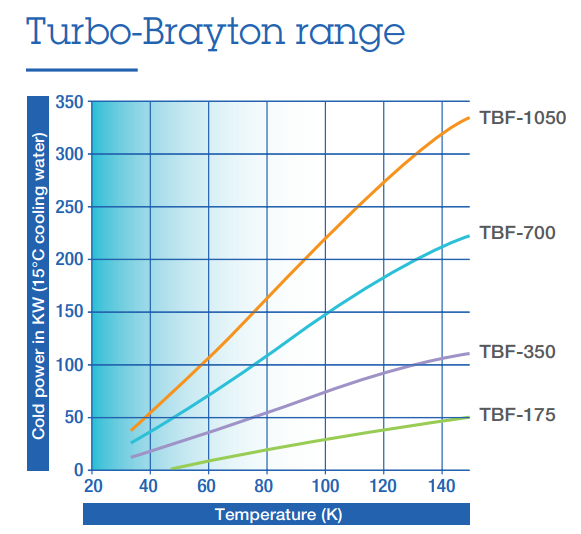 Turbo-Brayton range
Cold power in KW (15°C cooling water)
350
300
250
200
150
100
50
0
20 40 60 80 100 120 140
Temperature (K)
TBF-1050
TBF-700
TBF-350
TBF-175